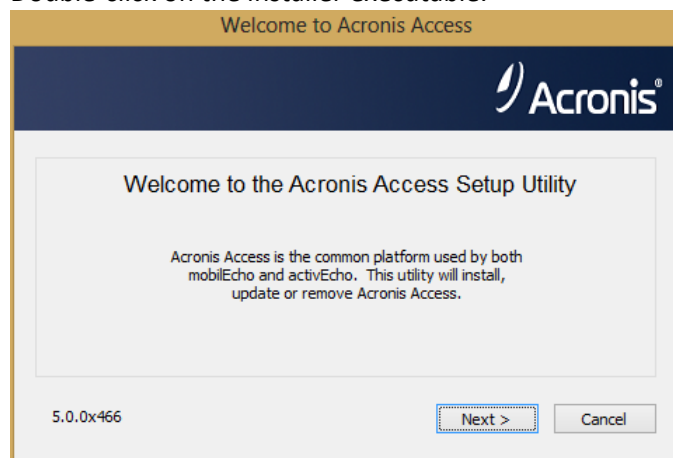 Double-click on the installer executable.
Welcome to Acronis Access
Acronis®
Welcome to the Acronis Access Setup Utility
Acronis Access is the common platform used by both
mobilEcho and activEcho. This utility will install,
update or remove Acronis Access.
5.0.0x466
Next >
Cancel